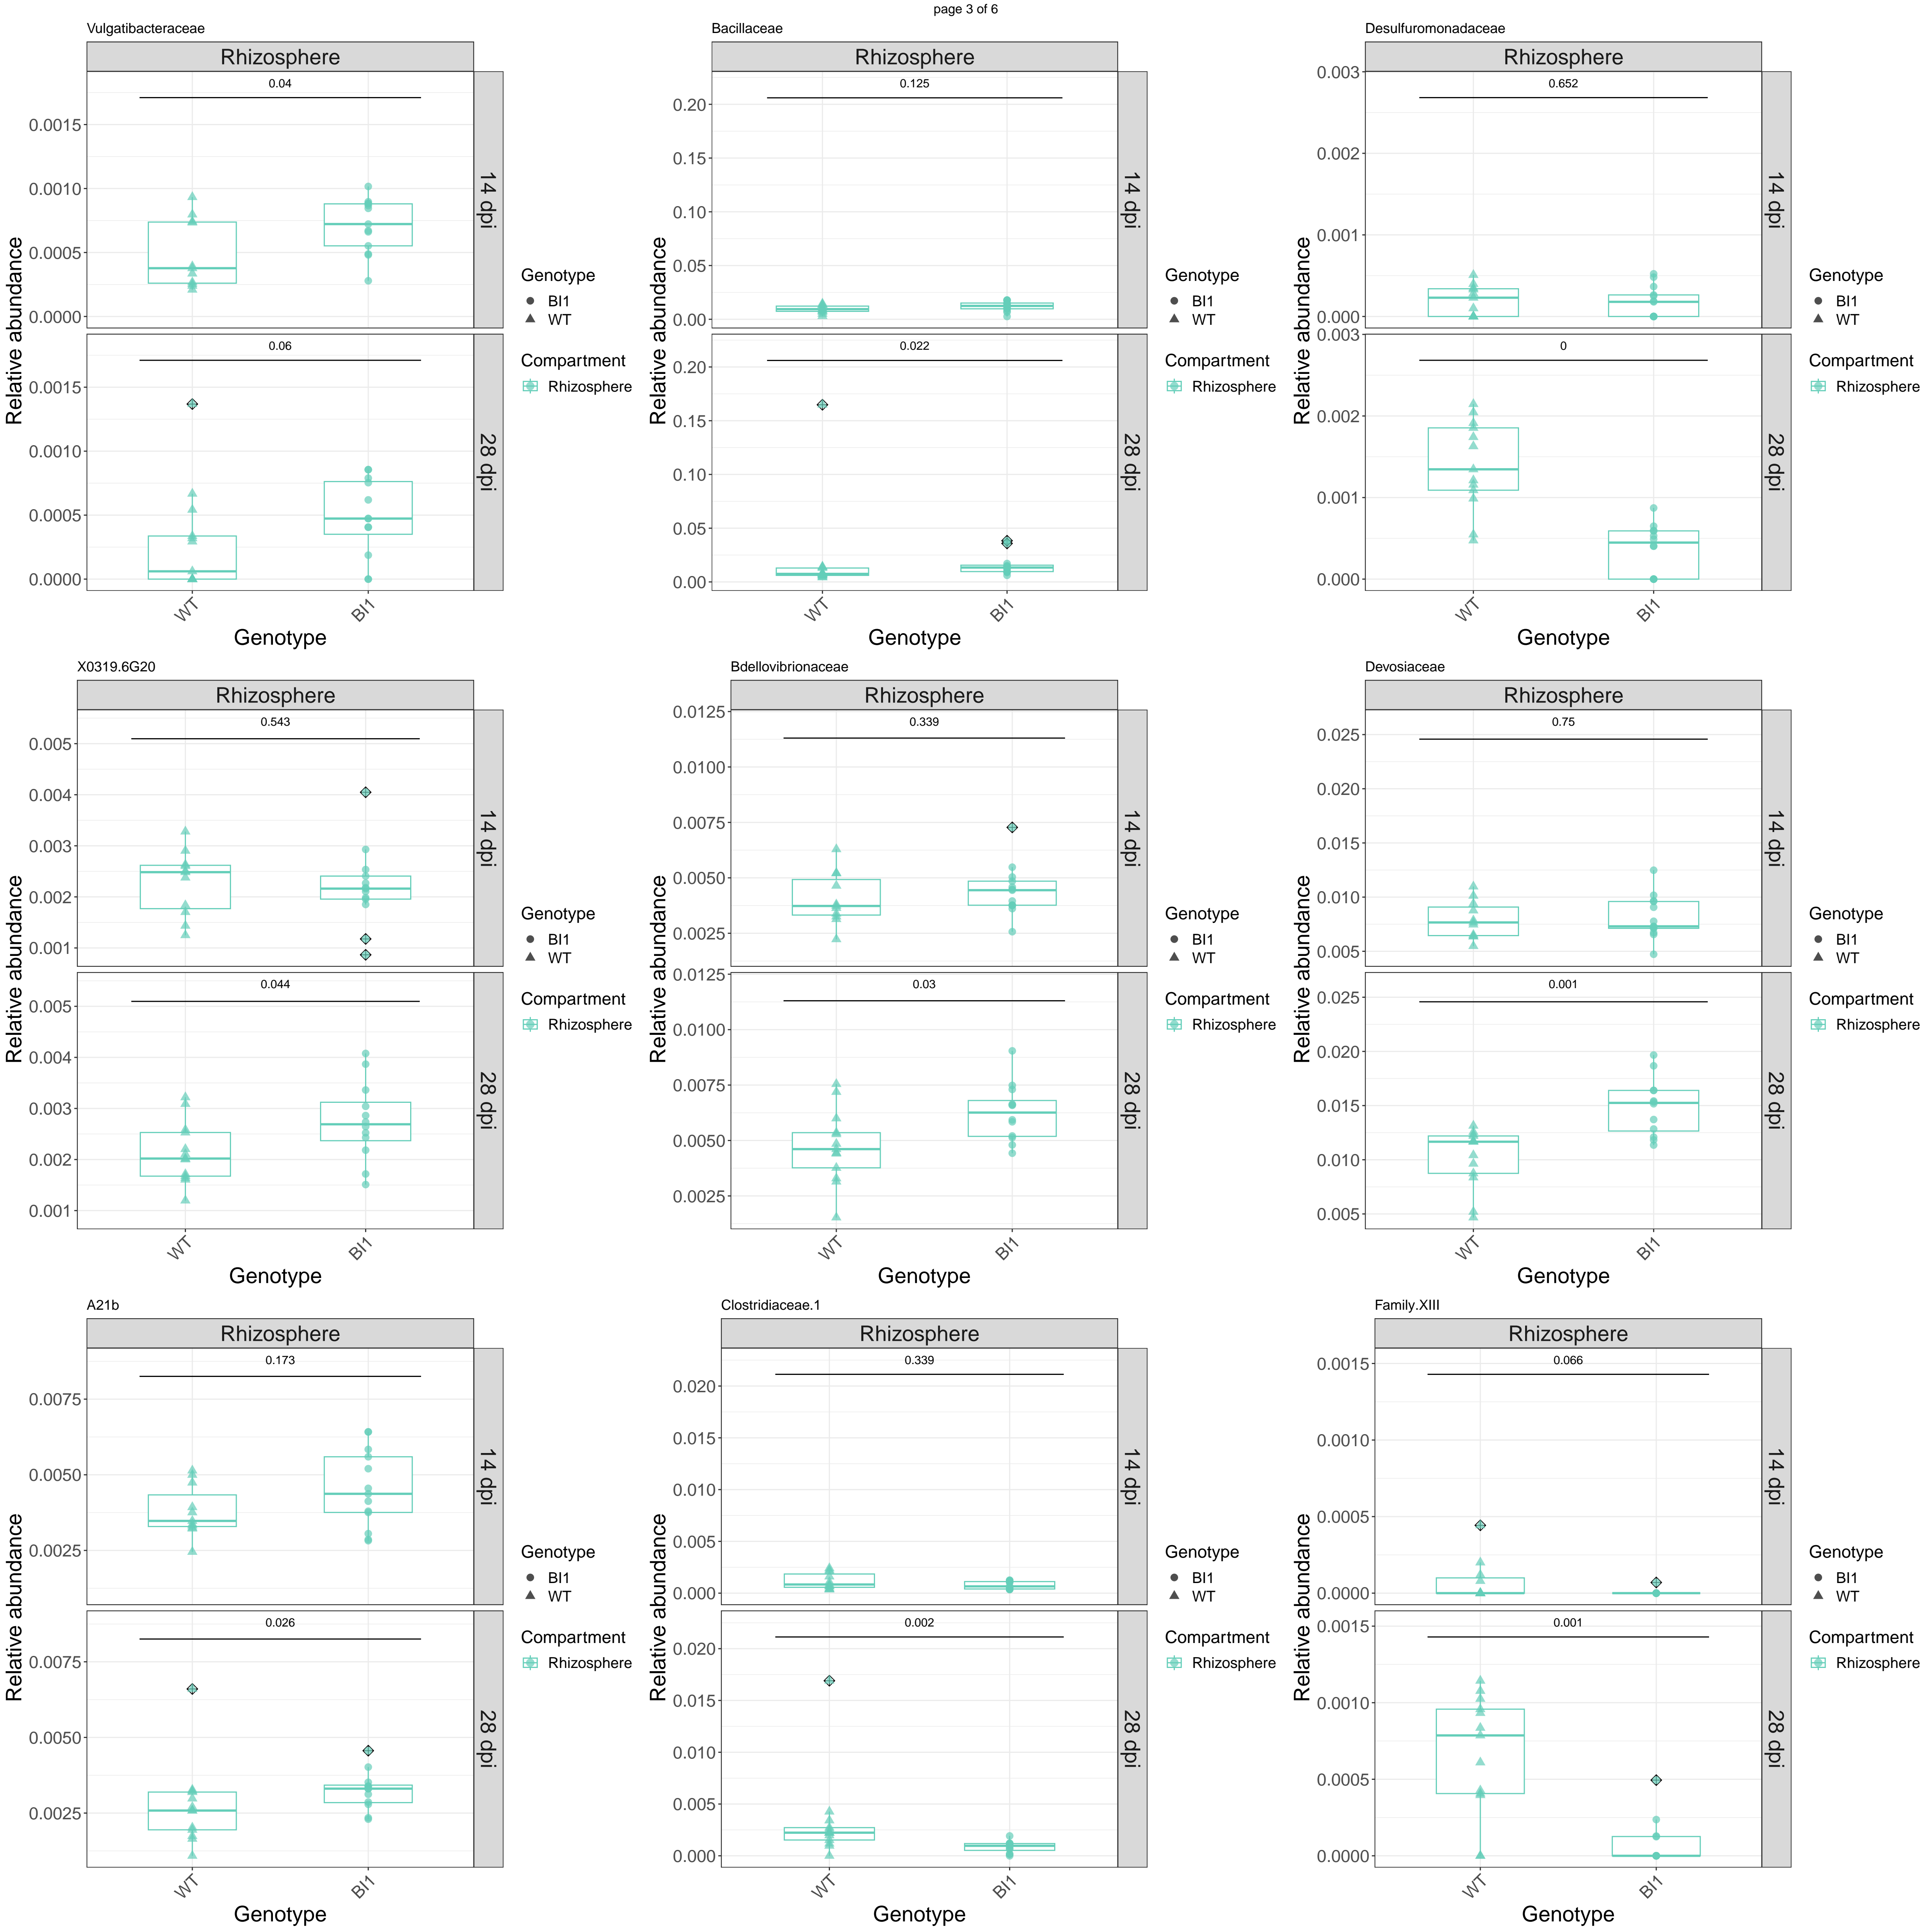 page 3 of 6
Vulgatibacteraceae
Rhizosphere
0.04
0.0015
0.0010
0.0005
0.0000
14 dpi
0.06
0.0015
0.0010
0.0005
0.0000
28 dpi
WT
BI1
Genotype
Relative abundance
Genotype
BI1
WT
Compartment
Rhizosphere
Bacillaceae
Rhizosphere
0.125
0.20
0.15
0.10
0.05
0.00
14 dpi
0.022
0.20
0.15
0.10
0.05
0.00
28 dpi
WT
BI1
Genotype
Relative abundance
Genotype
BI1
WT
Compartment
Rhizosphere
Desulfuromonadaceae
Rhizosphere
0.652
0.003
0.002
0.001
0.000
14 dpi
0
0.003
0.002
0.001
0.000
28 dpi
WT
BI1
Genotype
Relative abundance
Genotype
BI1
WT
Compartment
Rhizosphere
X0319.6G20
Rhizosphere
0.543
0.005
0.004
0.003
0.002
0.001
14 dpi
0.044
0.005
0.004
0.003
0.002
0.001
28 dpi
WT
BI1
Genotype
Relative abundance
Genotype
BI1
WT
Compartment
Rhizosphere
Bdellovibrionaceae
Rhizosphere
0.339
0.0125
0.0100
0.0075
0.0050
0.0025
14 dpi
0.03
0.0125
0.0100
0.0075
0.0050
0.0025
28 dpi
WT
BI1
Genotype
Relative abundance
Genotype
BI1
WT
Compartment
Rhizosphere
Devosiaceae
Rhizosphere
0.75
0.025
0.020
0.015
0.010
0.005
14 dpi
0.001
0.025
0.020
0.015
0.010
0.005
28 dpi
WT
BI1
Genotype
Relative abundance
Genotype
BI1
WT
Compartment
Rhizosphere
A21b
Rhizosphere
0.173
0.0075
0.0050
0.0025
14 dpi
0.026
0.0075
0.0050
0.0025
28 dpi
WT
BI1
Genotype
Relative abundance
Genotype
BI1
WT
Compartment
Rhizosphere
Clostridiaceae.1
Rhizosphere
0.339
0.020
0.015
0.010
0.005
0.000
14 dpi
0.002
0.020
0.015
0.010
0.005
0.000
28 dpi
WT
BI1
Genotype
Relative abundance
Genotype
BI1
WT
Compartment
Rhizosphere
Family.XIII
Rhizosphere
0.066
0.0015
0.0010
0.0005
0.0000
14 dpi
0.001
0.0015
0.0010
0.0005
0.0000
28 dpi
WT
BI1
Genotype
Relative abundance
Genotype
BI1
WT
Compartment
Rhizosphere